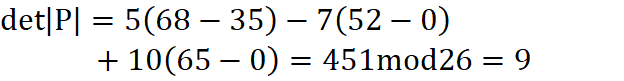 det|P| = 5(68 − 35) − 7(52 − 0)
+ 10(65 − 0) = 451mod26 = 9